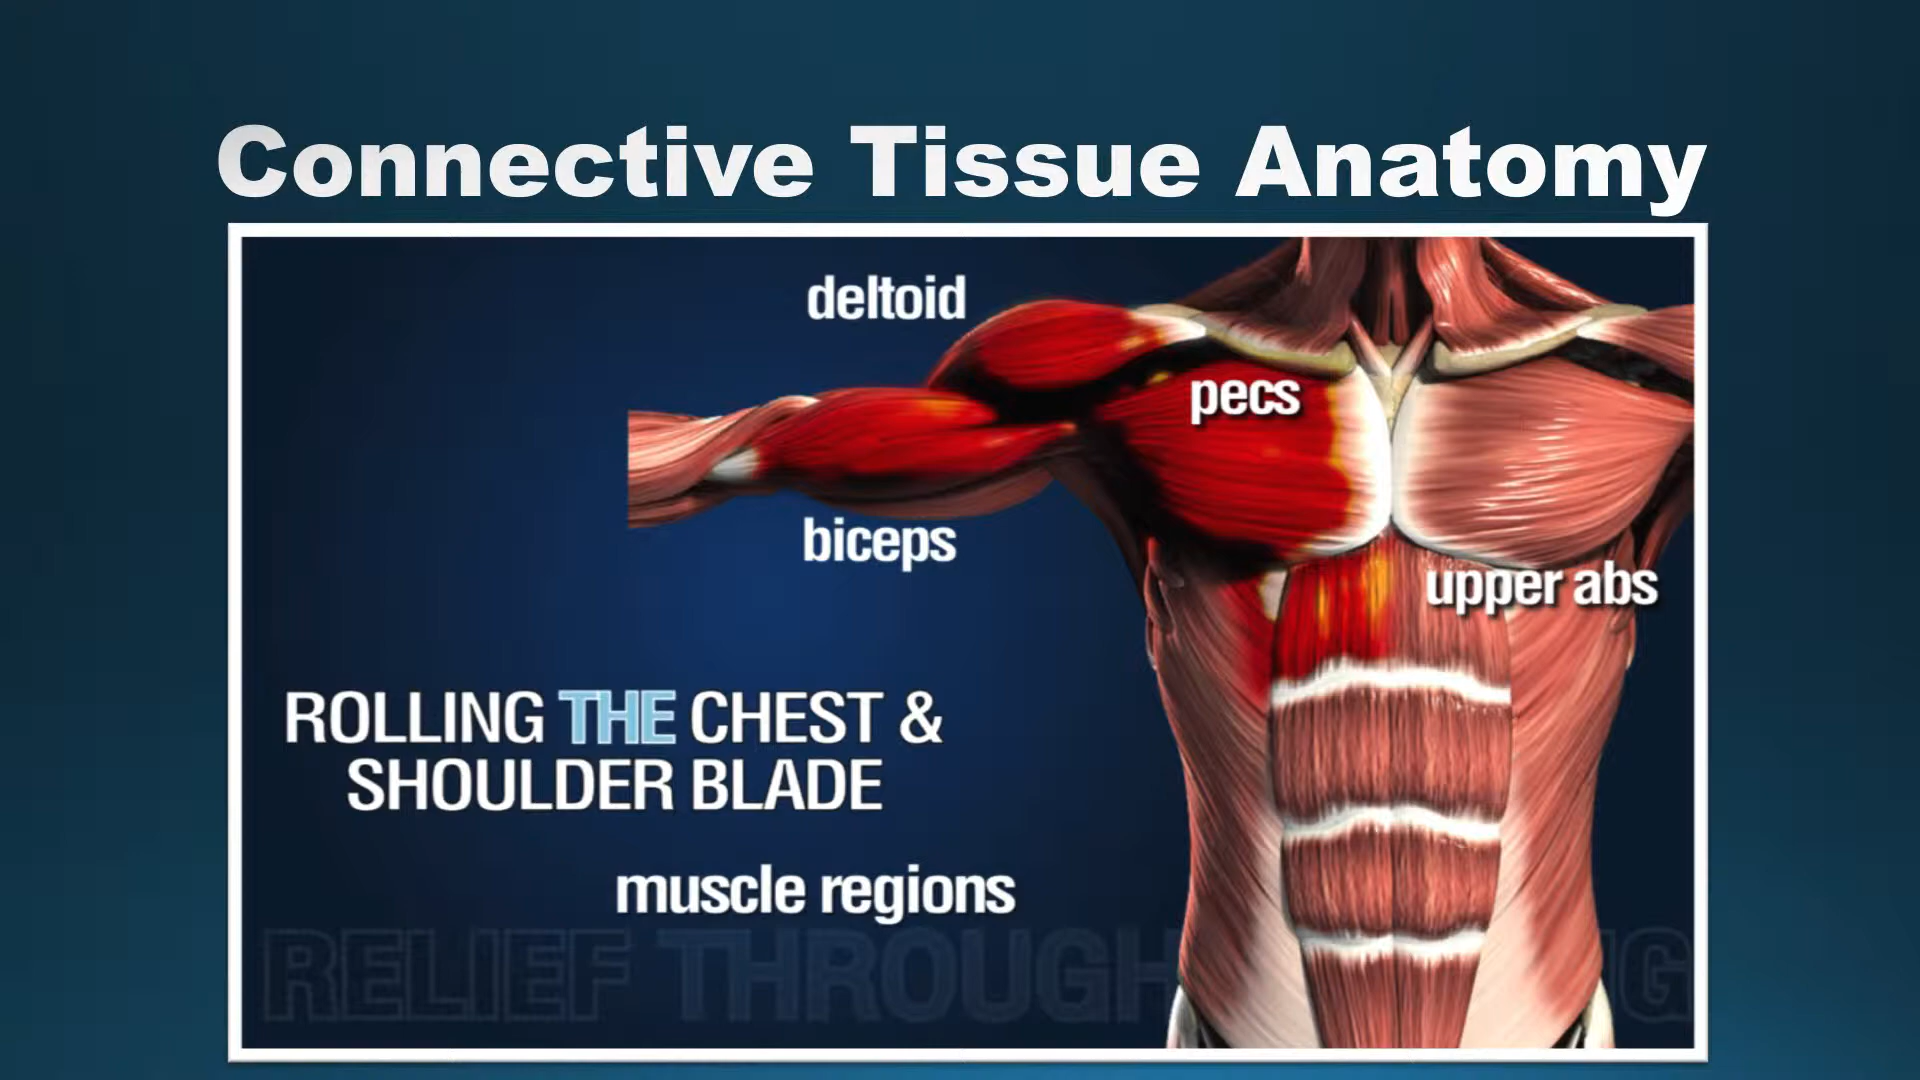 Connective Tissue Anatomy
deltoid
pecs
biceps
upper abs
ROLLING THE CHEST &
SHOULDER BLADE
muscle regions
RELIEF THROUGH